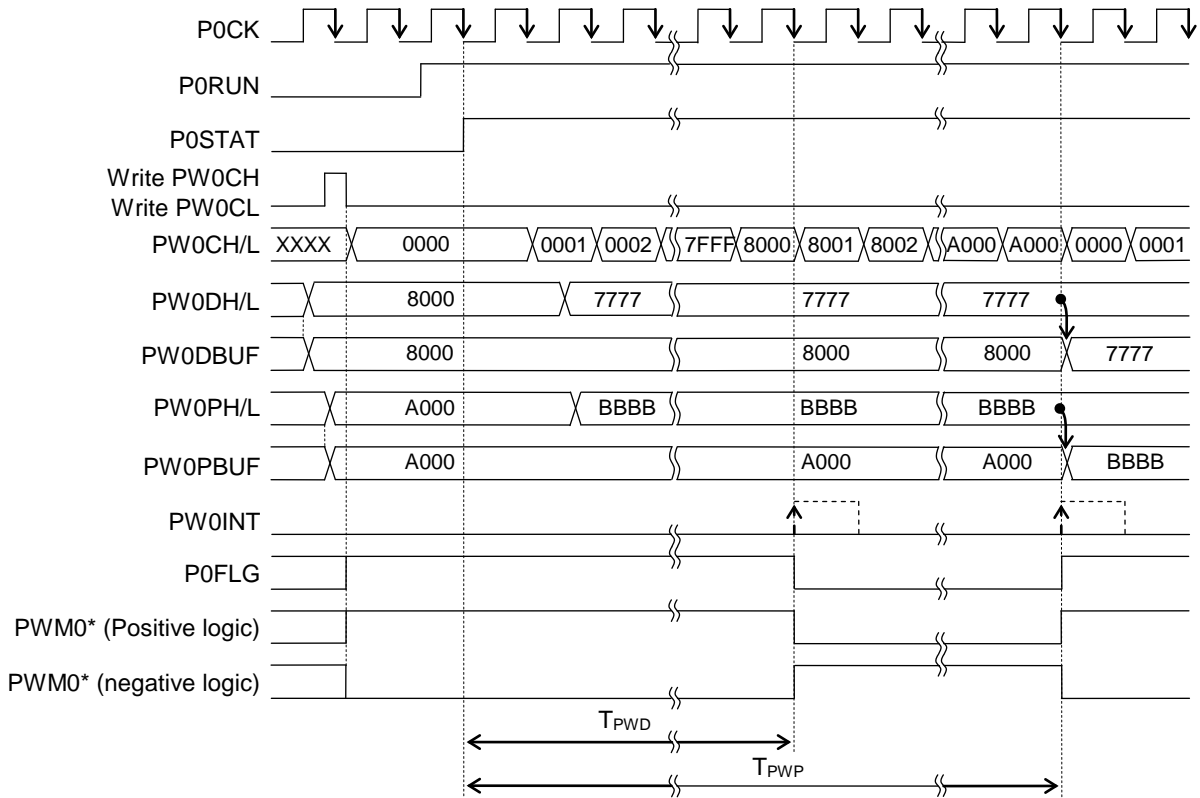 P0CK
P0RUN
P0STAT
Write PW0CH
Write PW0CL
PW0CH/L XXXX 0000 0001 0002 7FFF 8000 8001 8002 A000 A000 0000 0001
PW0DH/L 8000 7777 7777 7777
PW0DBUF 8000 8000 8000 7777
PW0PH/L A000 BBBB BBBB BBBB
PW0PBUF A000 A000 A000 BBBB
PW0INT
P0FLG
PWM0* (Positive logic)
PWM0* (negative logic)
TPWD
TPWP